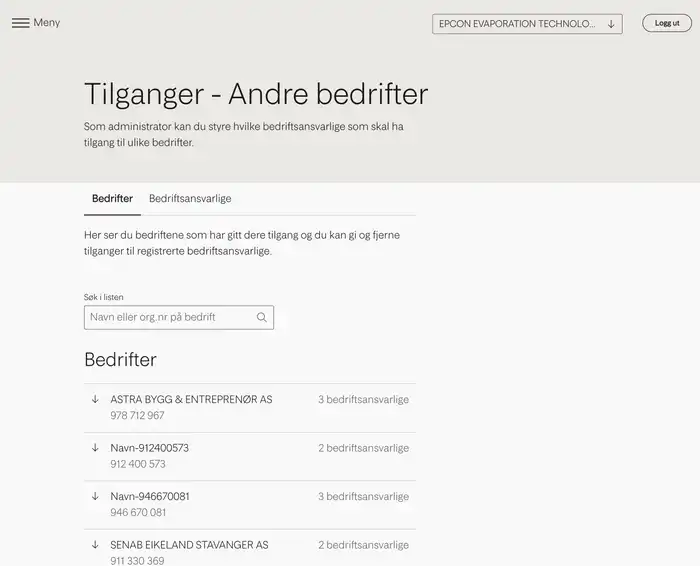 Meny
EPCON EVAPORATION TECHNOLO...
Logg ut
Tilganger - Andre bedrifter
Som administrator kan du styre hvilke bedriftsansvarlige som skal ha
tilgang til ulike bedrifter.
Bedrifter
Bedriftsansvarlige
Her ser du bedriftene som har gitt dere tilgang og du kan gi og fjerne
tilganger til registrerte bedriftsansvarlige.
Søk i listen
Navn eller org.nr på bedrift
Bedrifter
ASTRA BYGG & ENTREPRENØR AS
3 bedriftsansvarlige
978 712 967
Navn-912400573
2 bedriftsansvarlige
912 400 573
Navn-946670081
3 bedriftsansvarlige
946 670 081
SENAB EIKELAND STAVANGER AS
2 bedriftsansvarlige
911 330 369